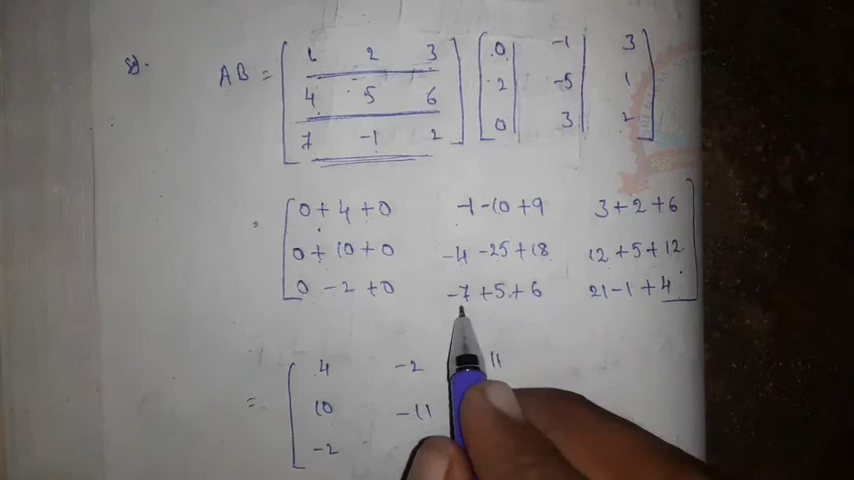 8). AB = [ 1 2 3 ] [ 0 -1 3 ]
4 5 6 2 -5 1
7 -1 2 0 3 2
= [ 0+4+0 -1-10+9 3+2+6 ]
0+10+0 -4-25+18 12+5+12
0-2+0 -7+5+6 21-1+4
= [ 4 -2 11
10 -11
-2